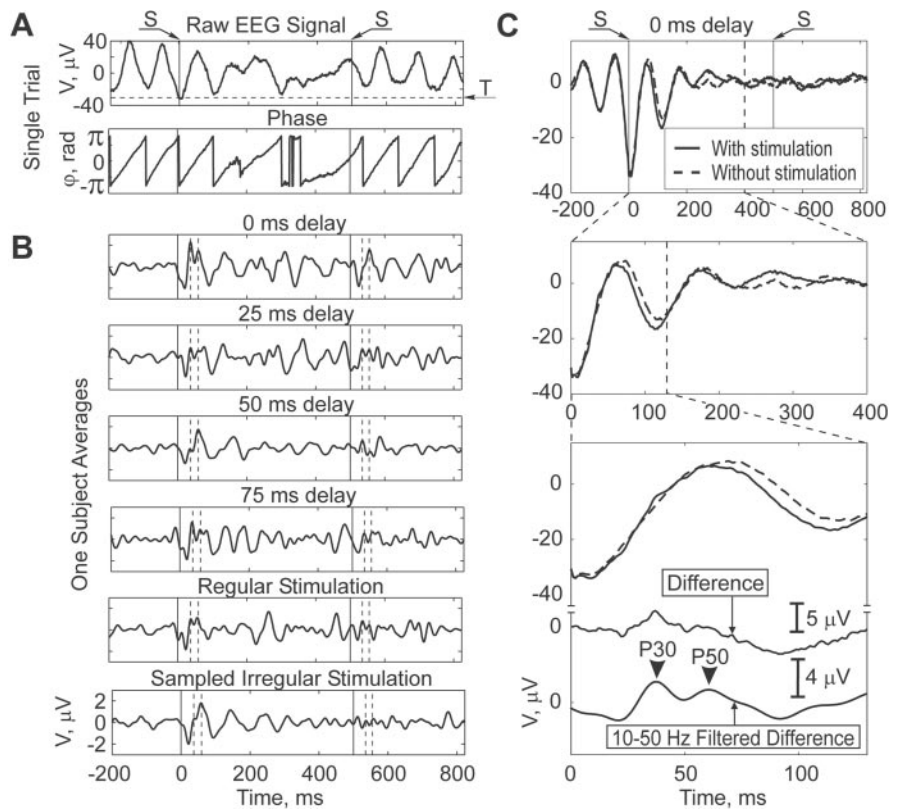 A
Raw EEG Signal
S
S
Single Trial
V, μV
40
0
-40
T
Phase
φ, rad
π
0
-π
B
One Subject Averages
0 ms delay
25 ms delay
50 ms delay
75 ms delay
Regular Stimulation
Sampled Irregular Stimulation
V, μV
2
0
-2
-200 0 200 400 600 800
Time, ms
C
S
0 ms delay
S
0
-20
-40
With stimulation
Without stimulation
-200 0 200 400 600 800
0
-20
-40
0 100 200 300 400
0
-20
-40
Difference
5 μV
0
P30
P50
4 μV
0
V, μV
10-50 Hz Filtered Difference
0 50 100
Time, ms